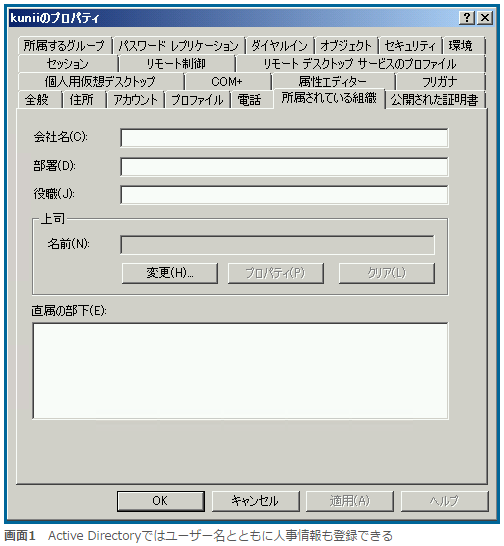 kuniiのプロパティ
所属するグループ パスワード レプリケーション ダイヤルイン オブジェクト セキュリティ 環境
セッション リモート制御 リモート デスクトップ サービスのプロファイル
個人用仮想デスクトップ COM+ 属性エディター フリガナ
全般 住所 アカウント プロファイル 電話 所属されている組織 公開された証明書
会社名(C):
部署(D):
役職(J):
上司
名前(N):
変更(H)... プロパティ(P) クリア(L)
直属の部下(E):
OK キャンセル 適用(A) ヘルプ
画面1 Active Directoryではユーザー名とともに人事情報も登録できる